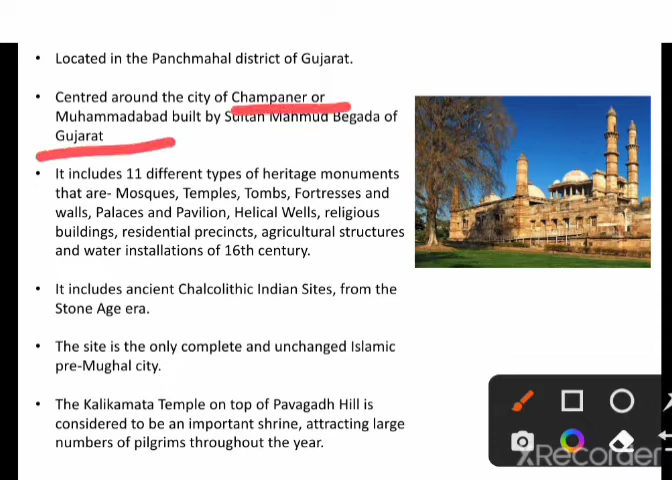 • Located in the Panchmahal district of Gujarat.
• Centred around the city of Champaner or
Muhammadabad built by Sultan Mahmud Begada of
Gujarat
• It includes 11 different types of heritage monuments
that are- Mosques, Temples, Tombs, Fortresses and
walls, Palaces and Pavilion, Helical Wells, religious
buildings, residential precincts, agricultural structures
and water installations of 16th century.
• It includes ancient Chalcolithic Indian Sites, from the
Stone Age era.
• The site is the only complete and unchanged Islamic
pre-Mughal city.
• The Kalikamata Temple on top of Pavagadh Hill is
considered to be an important shrine, attracting large
numbers of pilgrims throughout the year.
XRecorder